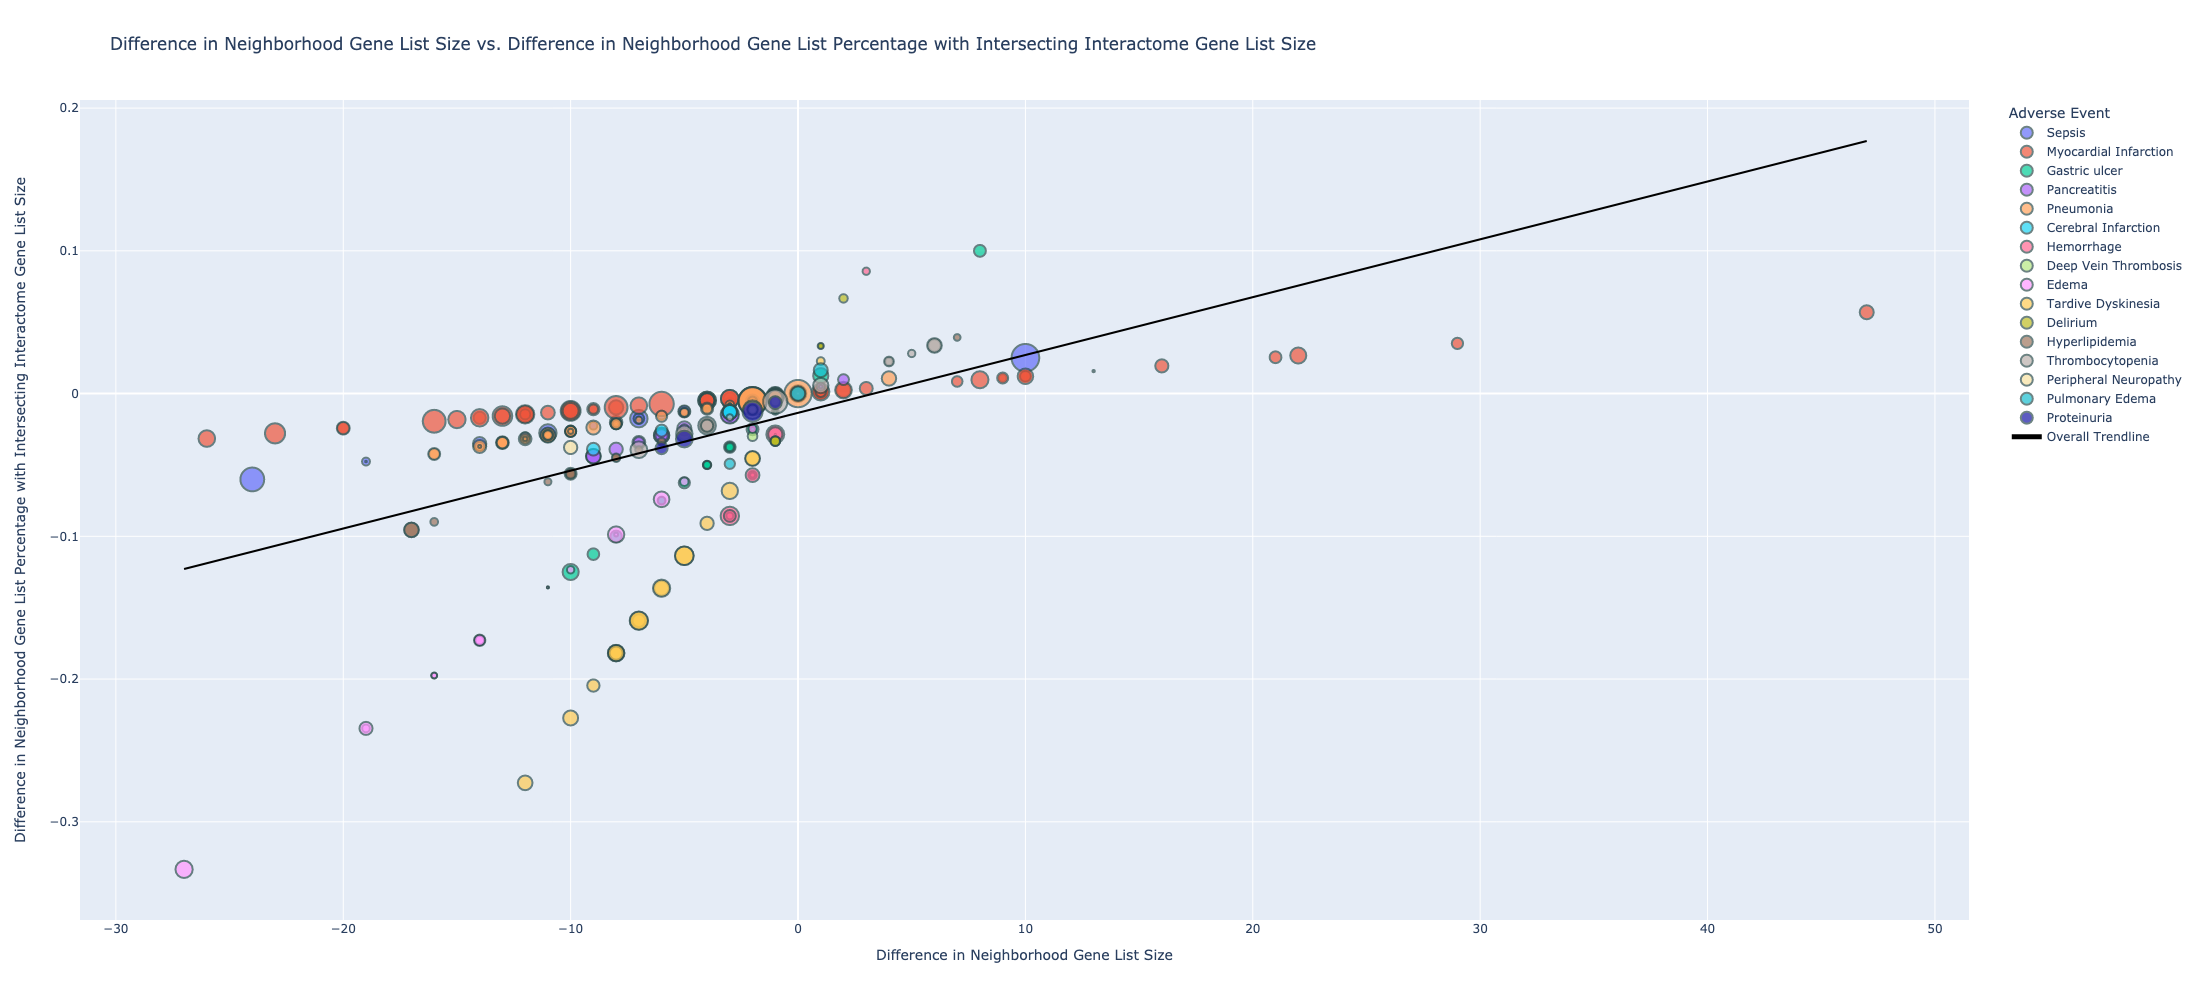 Difference in Neighborhood Gene List Size vs. Difference in Neighborhood Gene List Percentage with Intersecting Interactome Gene List Size
Difference in Neighborhood Gene List Percentage with Intersecting Interactome Gene List Size
0.2
0.1
0
−0.1
−0.2
−0.3
−30
−20
−10
0
10
20
30
40
50
Difference in Neighborhood Gene List Size
Adverse Event
Sepsis
Myocardial Infarction
Gastric ulcer
Pancreatitis
Pneumonia
Cerebral Infarction
Hemorrhage
Deep Vein Thrombosis
Edema
Tardive Dyskinesia
Delirium
Hyperlipidemia
Thrombocytopenia
Peripheral Neuropathy
Pulmonary Edema
Proteinuria
Overall Trendline